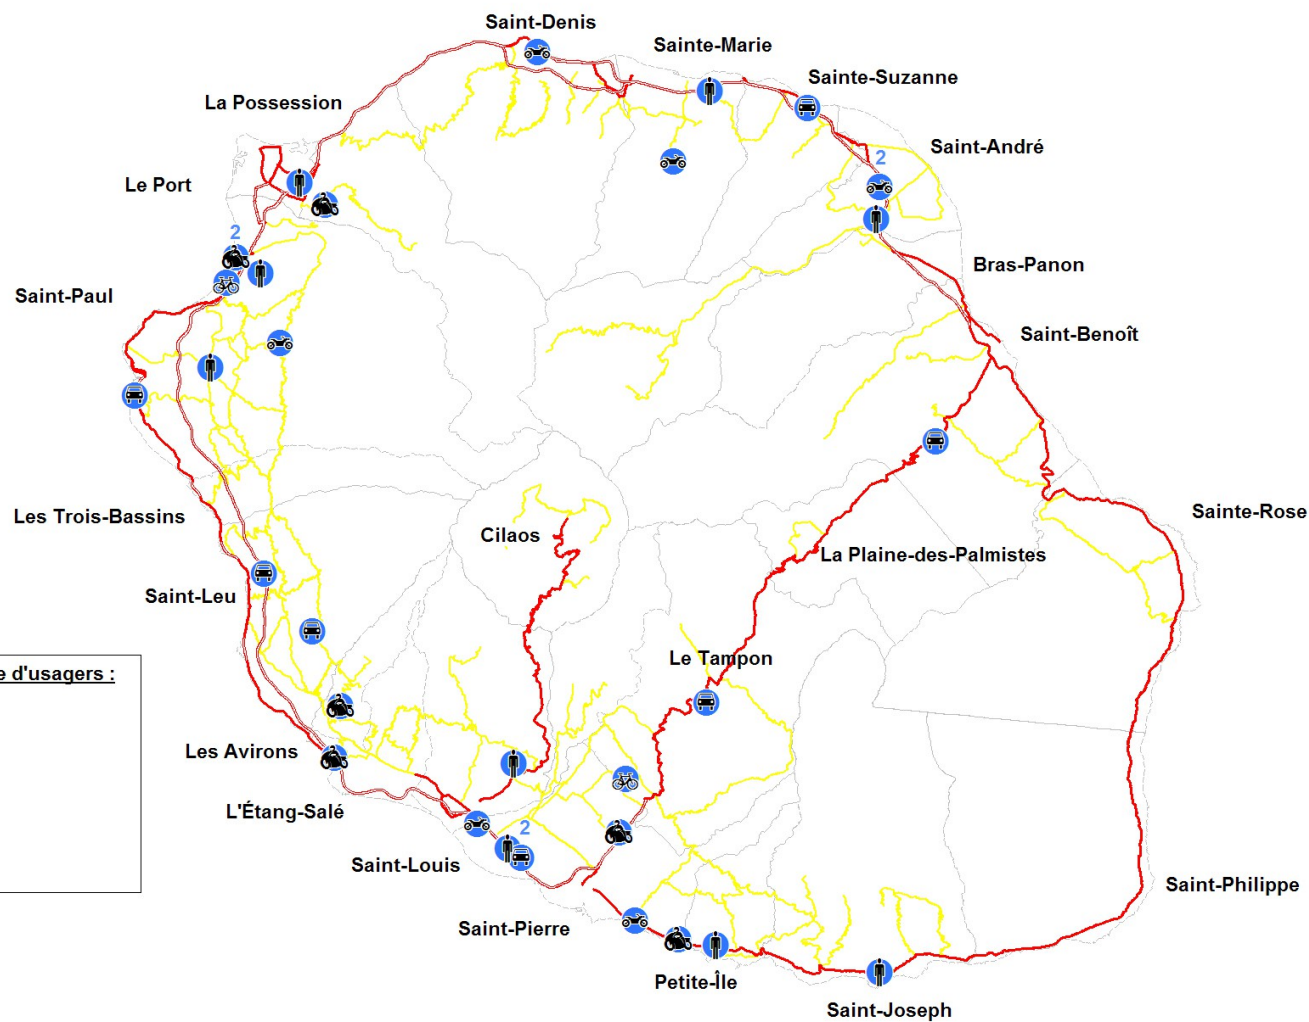 Saint-Denis
Sainte-Marie
Sainte-Suzanne
La Possession
Saint-André
2
Le Port
2
Bras-Panon
Saint-Paul
Saint-Benoît
Sainte-Rose
Les Trois-Bassins
Cilaos
La Plaine-des-Palmistes
Saint-Leu
Le Tampon
e d'usagers :
Les Avirons
L'Étang-Salé
2
Saint-Louis
Saint-Philippe
Saint-Pierre
Petite-Île
Saint-Joseph